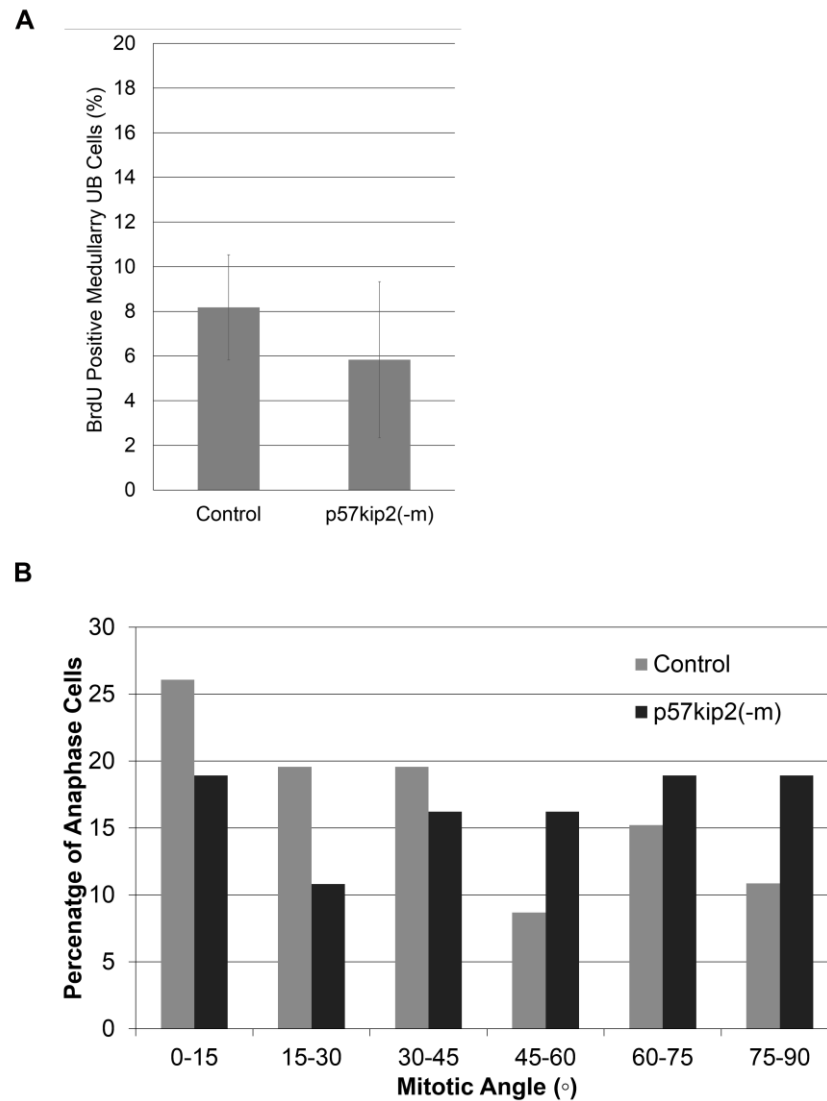 A
BrdU Positive Medullarry UB Cells (%)
20
18
16
14
12
10
8
6
4
2
0
Control p57kip2(-m)
B
Percenatge of Anaphase Cells
30
25
20
15
10
5
0
Control
p57kip2(-m)
0-15 15-30 30-45 45-60 60-75 75-90
Mitotic Angle (○)